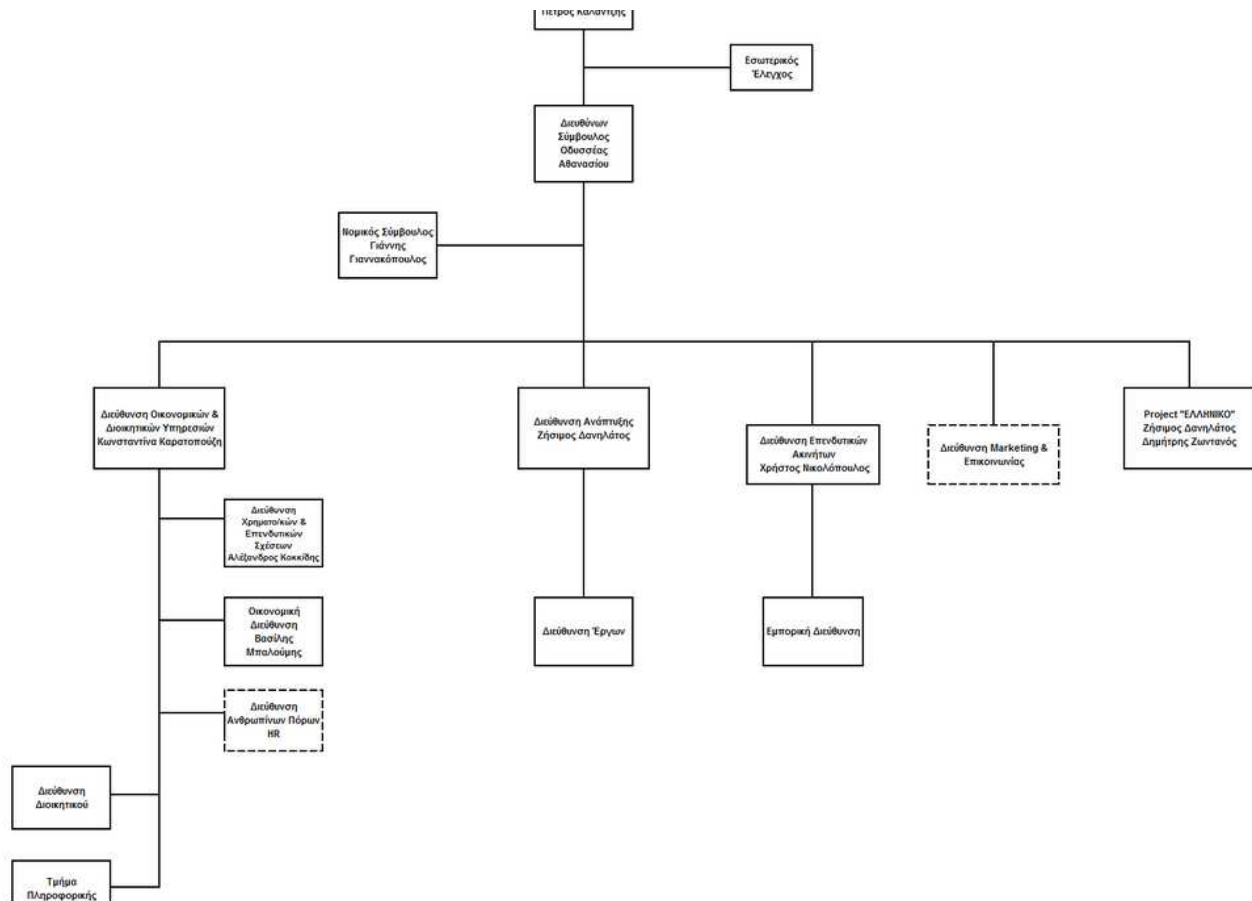 Πέτρος Καλαντζής
Εσωτερικός
Έλεγχος
Διευθύνων
Σύμβουλος
Οδυσσέας
Αθανασίου
Νομικός Σύμβουλος
Γιάννης
Γιαννακόπουλος
Διεύθυνση Οικονομικών &
Διοικητικών Υπηρεσιών
Κωνσταντίνα Καρατοπούζη
Διεύθυνση Ανάπτυξης
Ζήσιμος Δανηλάτος
Διεύθυνση Επενδυτικών
Ακινήτων
Χρήστος Νικολόπουλος
Διεύθυνση Marketing &
Επικοινωνίας
Project "ΕΛΛΗΝΙΚΟ"
Ζήσιμος Δανηλάτος
Δημήτρης Ζωντανός
Διεύθυνση
Χρηματο/κών &
Επενδυτικών
Σχέσεων
Αλέξανδρος Κοκκίδης
Οικονομική
Διεύθυνση
Βασίλης
Μπαλούμης
Διεύθυνση Έργων
Εμπορική Διεύθυνση
Διεύθυνση
Ανθρωπίνων Πόρων
HR
Διεύθυνση
Διοικητικού
Τμήμα
Πληροφορικής